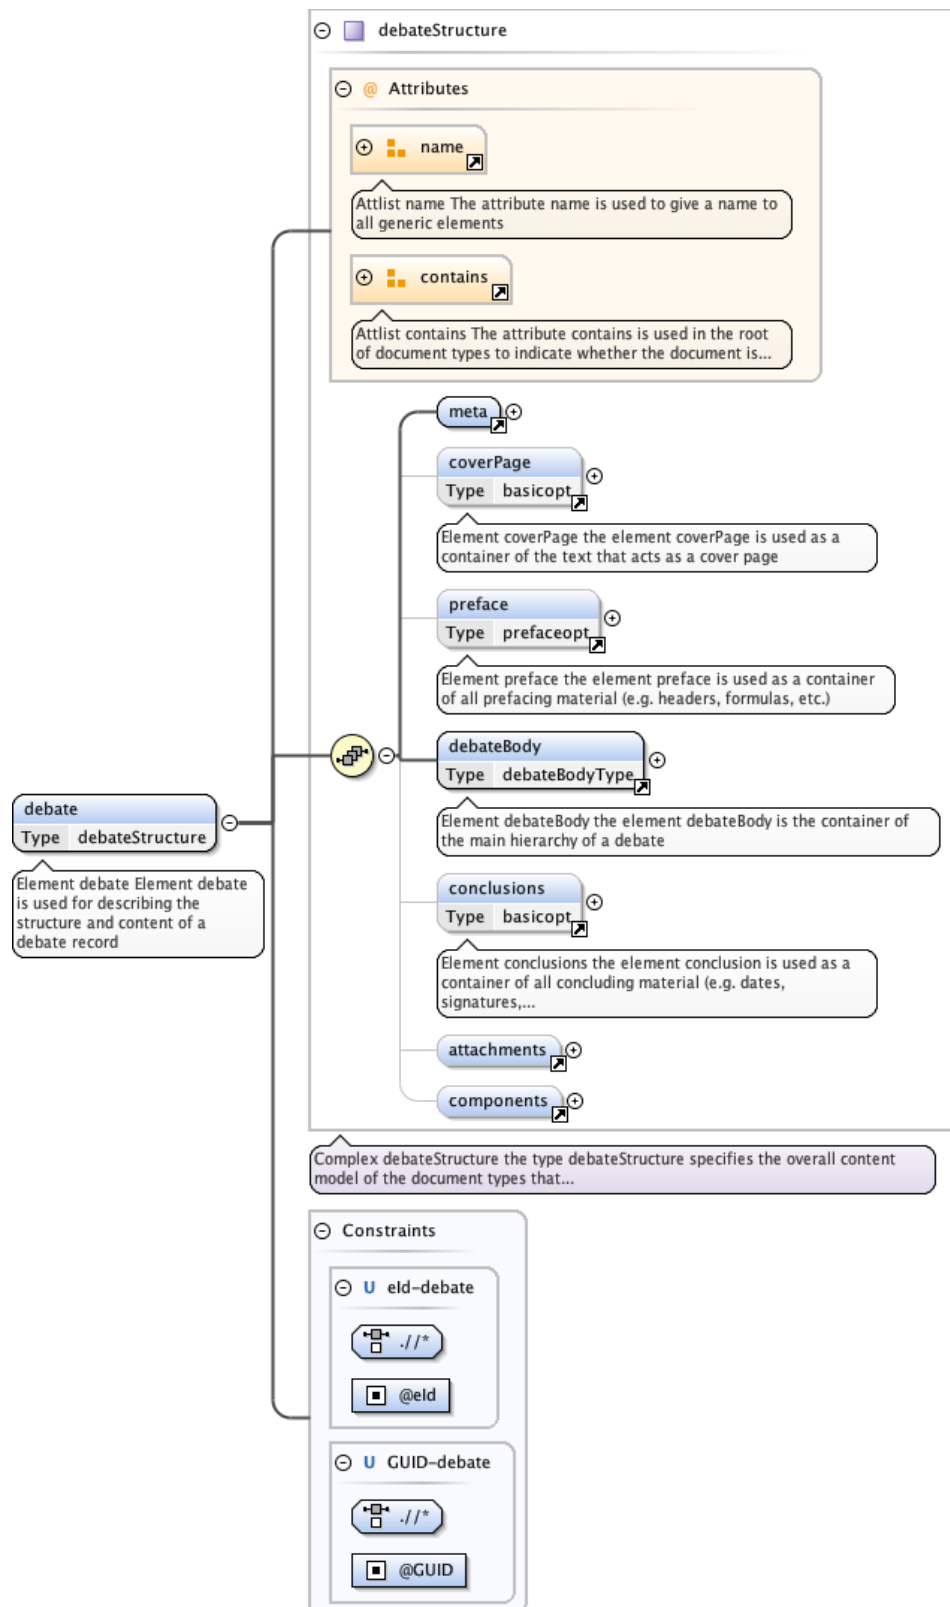 debateStructure
@ Attributes
name
Attlist name The attribute name is used to give a name to
all generic elements
contains
Attlist contains The attribute contains is used in the root
of document types to indicate whether the document is...
meta
coverPage
Type basicopt
Element coverPage the element coverPage is used as a
container of the text that acts as a cover page
preface
Type prefaceopt
Element preface the element preface is used as a container
of all prefacing material (e.g. headers, formulas, etc.)
debateBody
Type debateBodyType
Element debateBody the element debateBody is the container of
the main hierarchy of a debate
debate
Type debateStructure
Element debate Element debate
is used for describing the
structure and content of a
debate record
conclusions
Type basicopt
Element conclusions the element conclusion is used as a
container of all concluding material (e.g. dates,
signatures,...
attachments
components
Complex debateStructure the type debateStructure specifies the overall content
model of the document types that...
Constraints
U eId-debate
.//*
@eId
U GUID-debate
.//*
@GUID